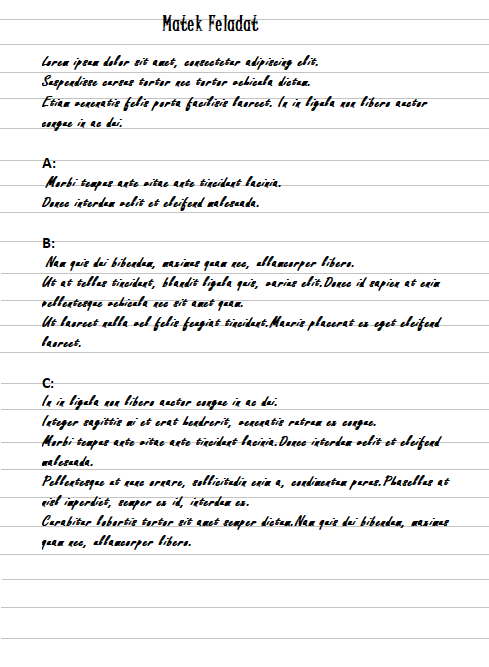 Matek Feladat
Lorem ipsum dolor sit amet, consectetur adipiscing elit.
Suspendisse cursus tortor nec tortor vehicula dictum.
Etiam venenatis felis porta facilisis laoreet. In in ligula non libero auctor
congue in ac dui.
A:
Morbi tempus ante vitae ante tincidunt lacinia.
Donec interdum velit et eleifend malesuada.
B:
Nam quis dui bibendum, maximus quam nec, ullamcorper libero.
Ut at tellus tincidunt, blandit ligula quis, varius elit.Donec id sapien at enim
pellentesque vehicula nec sit amet quam.
Ut laoreet nulla vel felis feugiat tincidunt.Mauris placerat ex eget eleifend
laoreet.
C:
In in ligula non libero auctor congue in ac dui.
Integer sagittis mi et erat hendrerit, venenatis rutrum ex congue.
Morbi tempus ante vitae ante tincidunt lacinia.Donec interdum velit et eleifend
malesuada.
Pellentesque at nunc ornare, sollicitudin enim a, condimentum purus.Phasellus at
nisl imperdiet, semper ex id, interdum ex.
Curabitur lobortis tortor sit amet semper dictum.Nam quis dui bibendum, maximus
quam nec, ullamcorper libero.